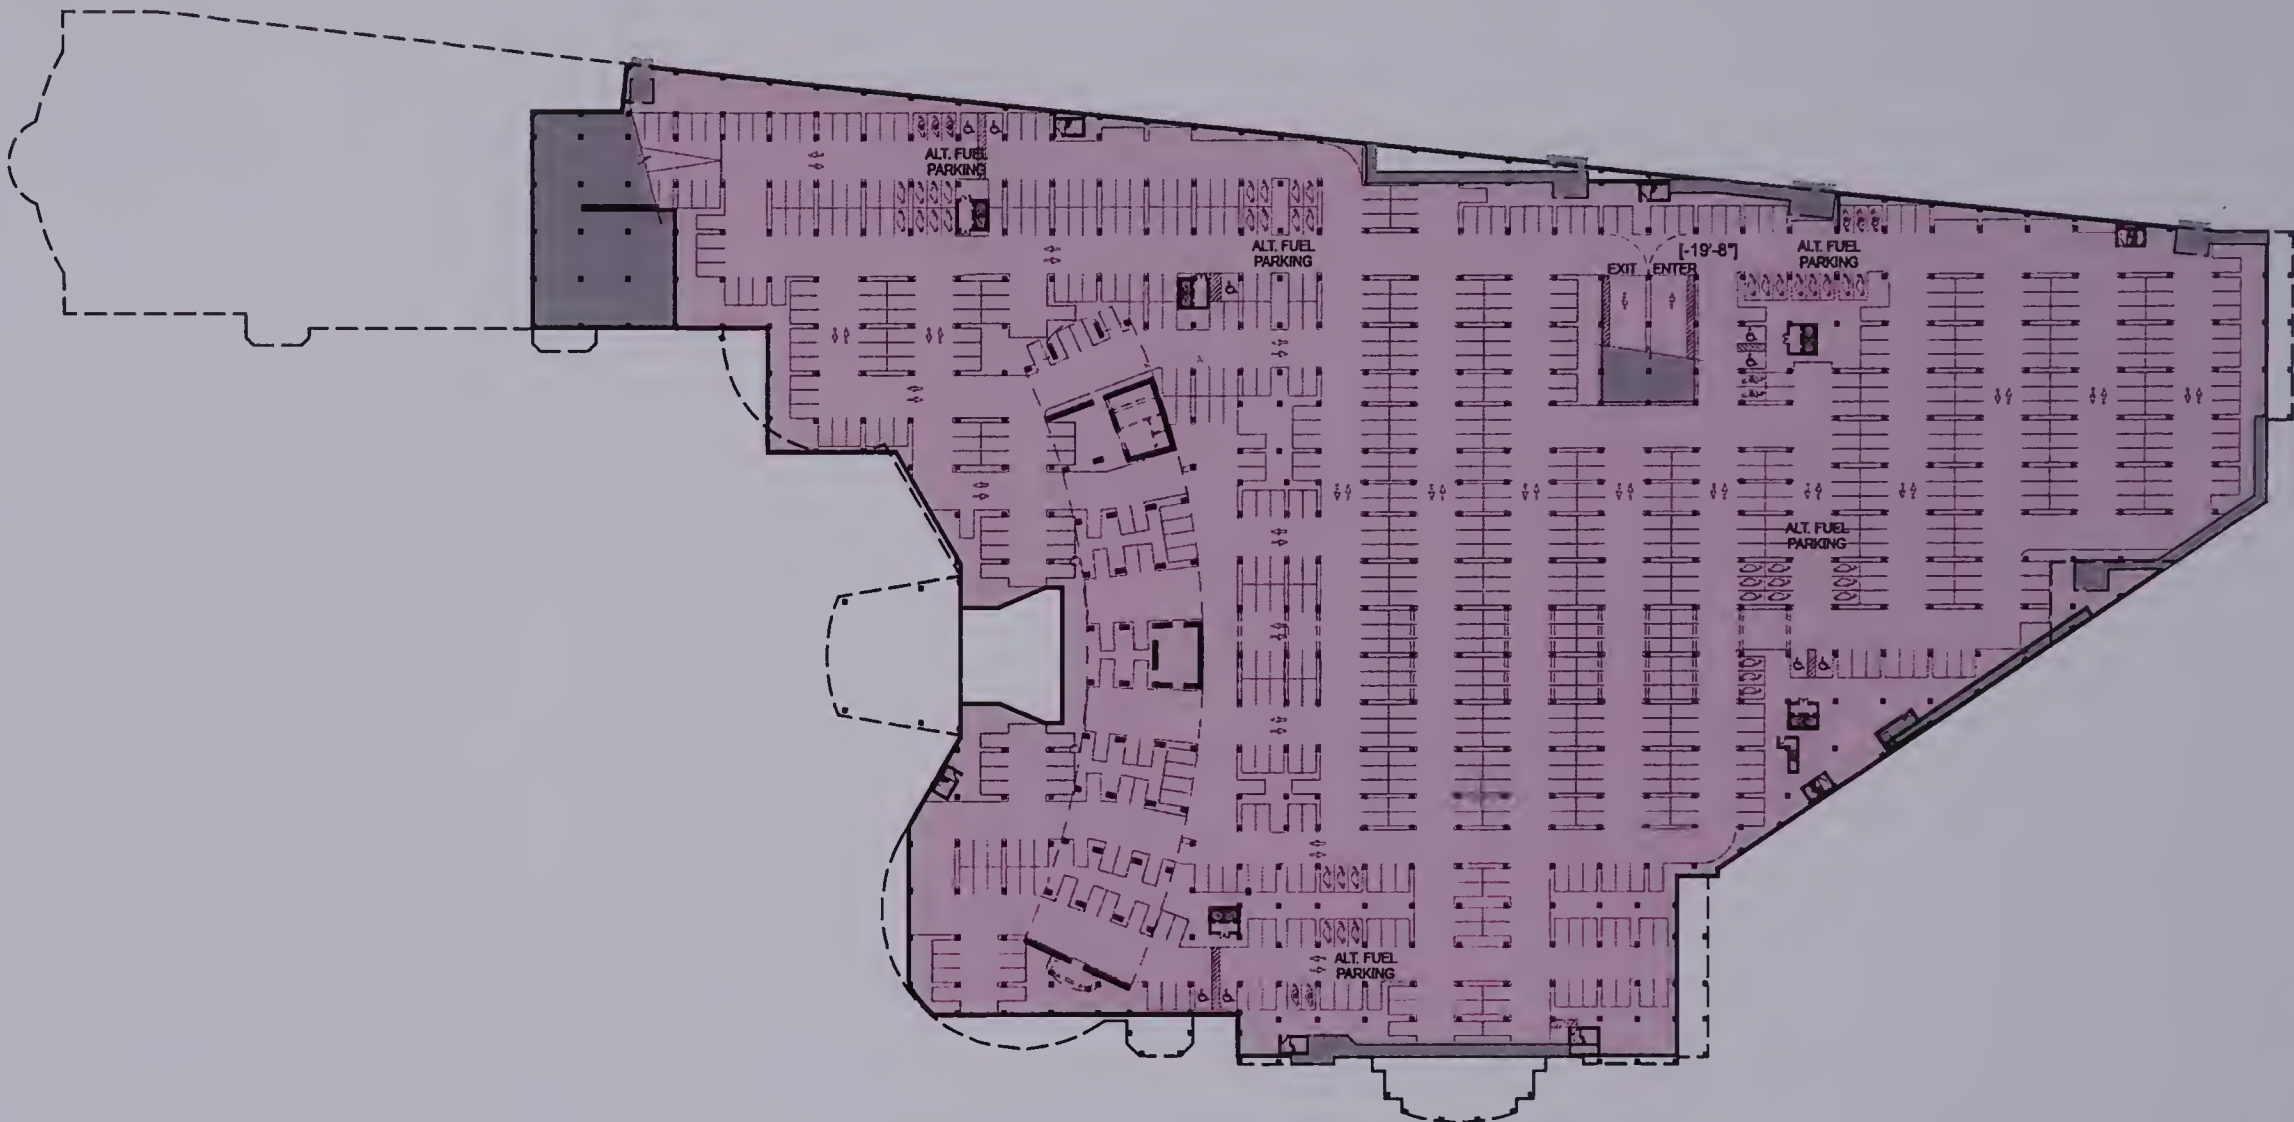 ALT. FUEL
PARKING
ALT. FUEL
PARKING
[-19'-8"]
EXIT
ENTER
ALT. FUEL
PARKING
ALT. FUEL
PARKING
ALT. FUEL
PARKING